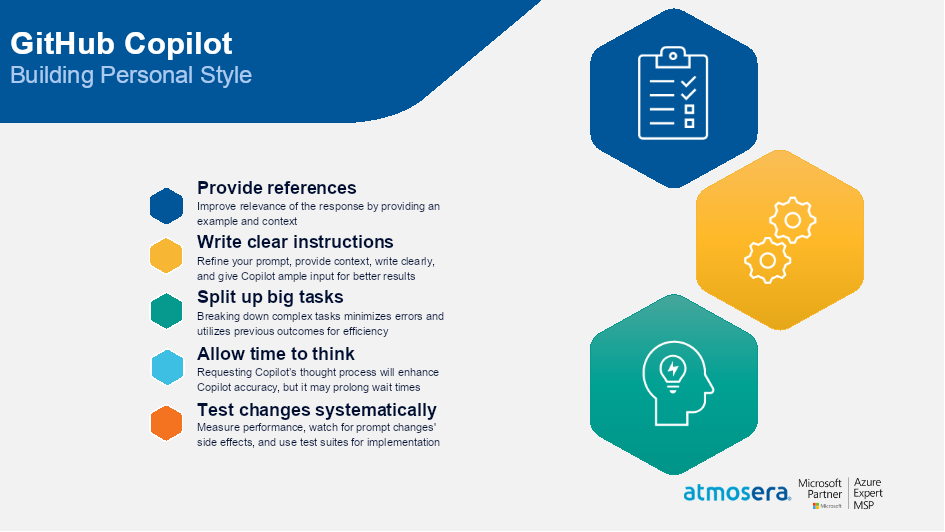 GitHub Copilot
Building Personal Style
Provide references
Improve relevance of the response by providing an
example and context
Write clear instructions
Refine your prompt, provide context, write clearly,
and give Copilot ample input for better results
Split up big tasks
Breaking down complex tasks minimizes errors and
utilizes previous outcomes for efficiency
Allow time to think
Requesting Copilot's thought process will enhance
Copilot accuracy, but it may prolong wait times
Test changes systematically
Measure performance, watch for prompt changes'
side effects, and use test suites for implementation
atmosera®
Microsoft
Partner
Microsoft
Azure
Expert
MSP